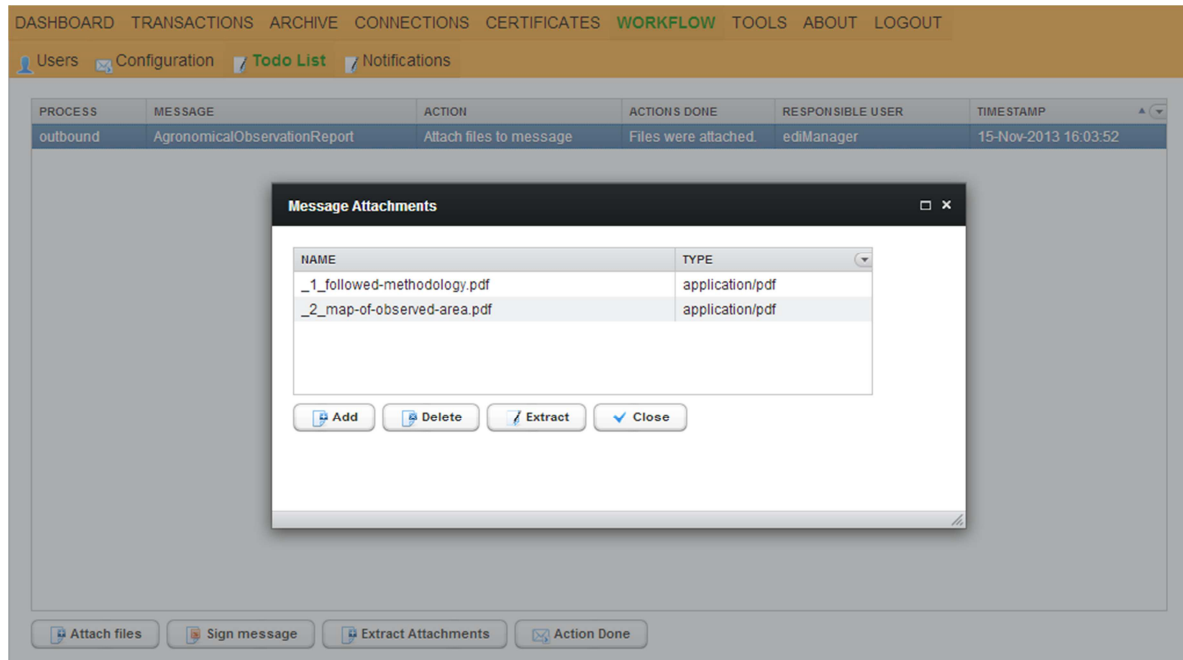 DASHBOARD TRANSACTIONS ARCHIVE CONNECTIONS CERTIFICATES WORKFLOW TOOLS ABOUT LOGOUT
Users Configuration Todo List Notifications
PROCESS MESSAGE ACTION ACTIONS DONE RESPONSIBLE USER TIMESTAMP
outbound AgronomicalObservationReport Attach files to message Files were attached. ediManager 15-Nov-2013 16:03:52
Message Attachments
NAME TYPE
_1_followed-methodology.pdf application/pdf
_2_map-of-observed-area.pdf application/pdf
Add Delete Extract Close
Attach files Sign message Extract Attachments Action Done